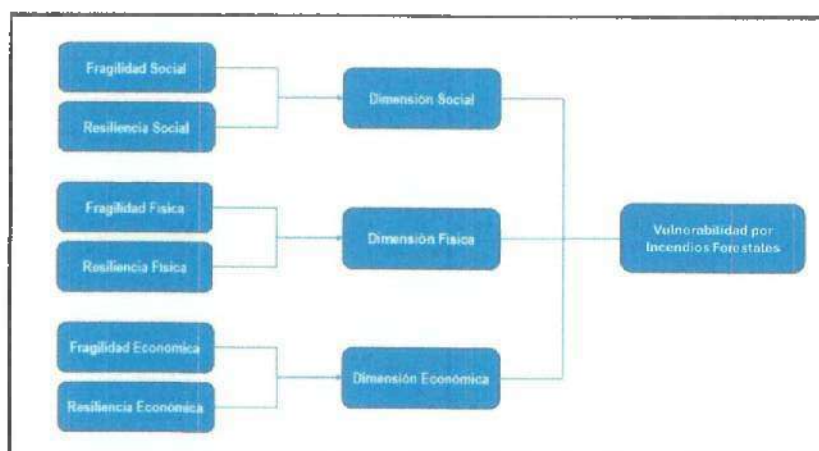 Fragilidad Social
Resiliencia Social
Dimensión Social
Fragilidad Física
Resiliencia Física
Dimensión Física
Vulnerabilidad por
Incendios Forestales
Fragilidad Económica
Resiliencia Económica
Dimensión Económica